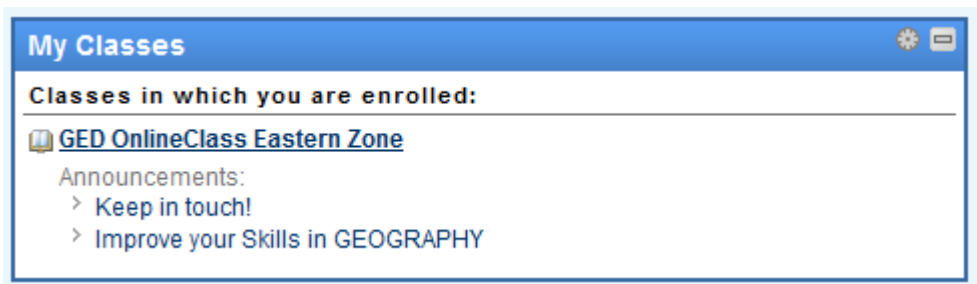 My Classes
Classes in which you are enrolled:
GED OnlineClass Eastern Zone
Announcements:
Keep in touch!
Improve your Skills in GEOGRAPHY